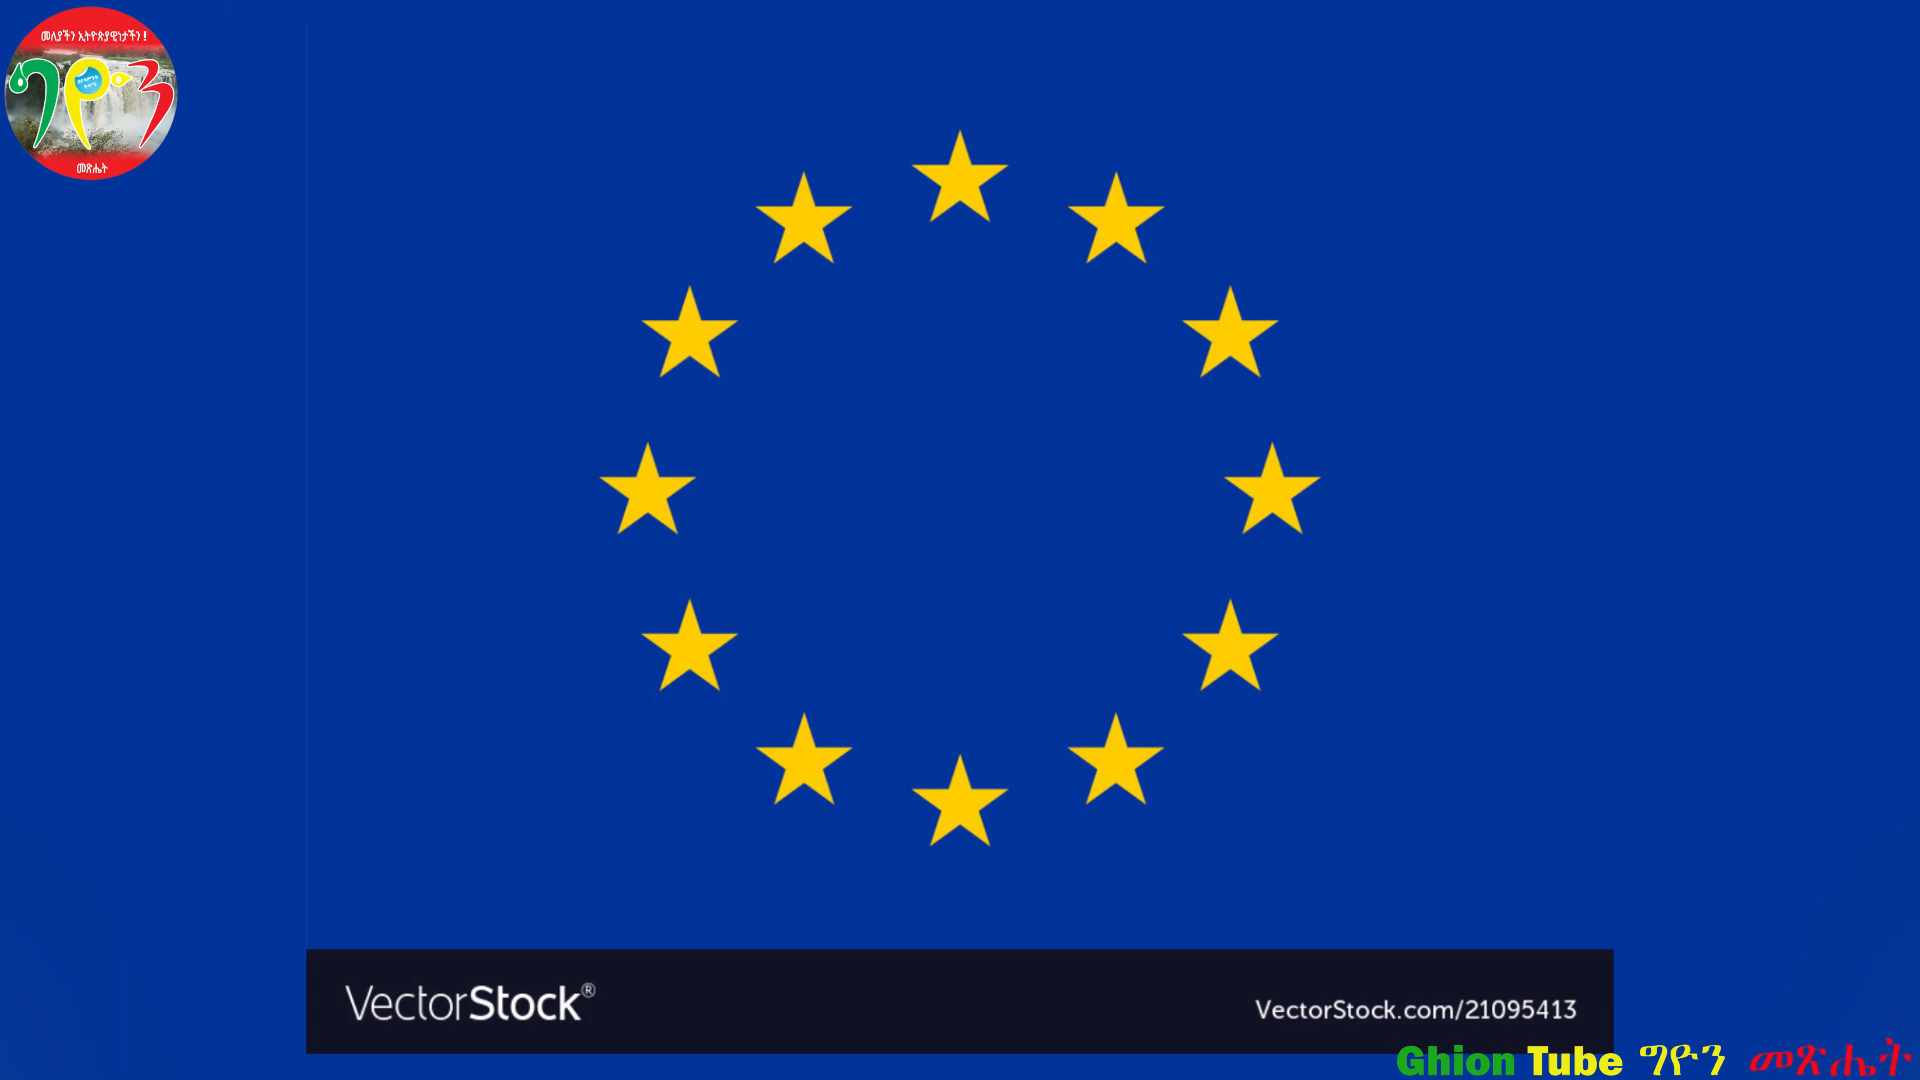 መለያችን ኢትዮጵያዊነታችን !
ግዮን
መጽሔት
VectorStock®
VectorStock.com/21095413
Ghion Tube ግዮን መጽሔት